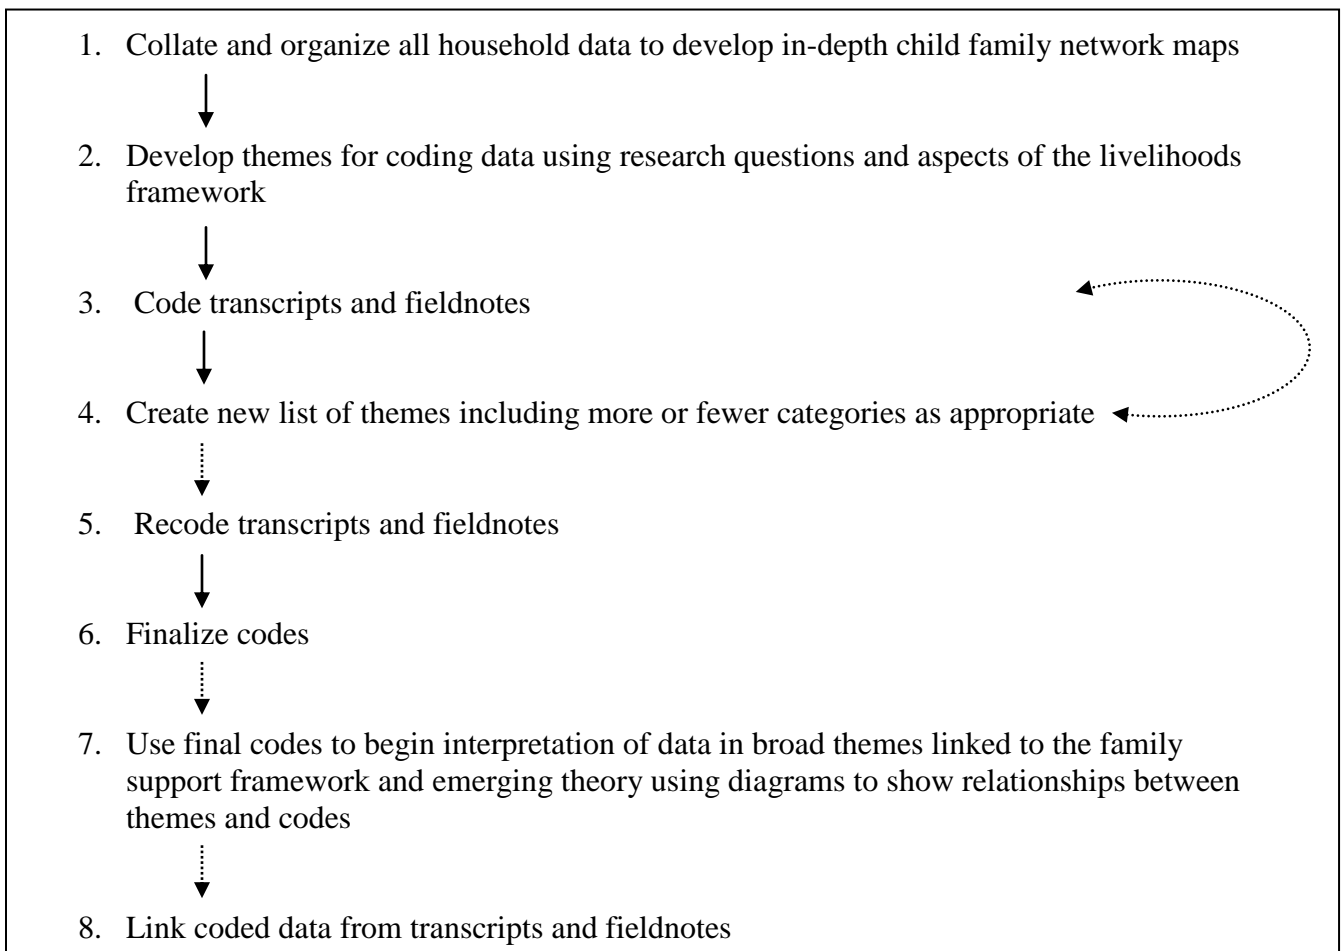 1. Collate and organize all household data to develop in-depth child family network maps
2. Develop themes for coding data using research questions and aspects of the livelihoods
framework
3. Code transcripts and fieldnotes
4. Create new list of themes including more or fewer categories as appropriate
5. Recode transcripts and fieldnotes
6. Finalize codes
7. Use final codes to begin interpretation of data in broad themes linked to the family
support framework and emerging theory using diagrams to show relationships between
themes and codes
8. Link coded data from transcripts and fieldnotes